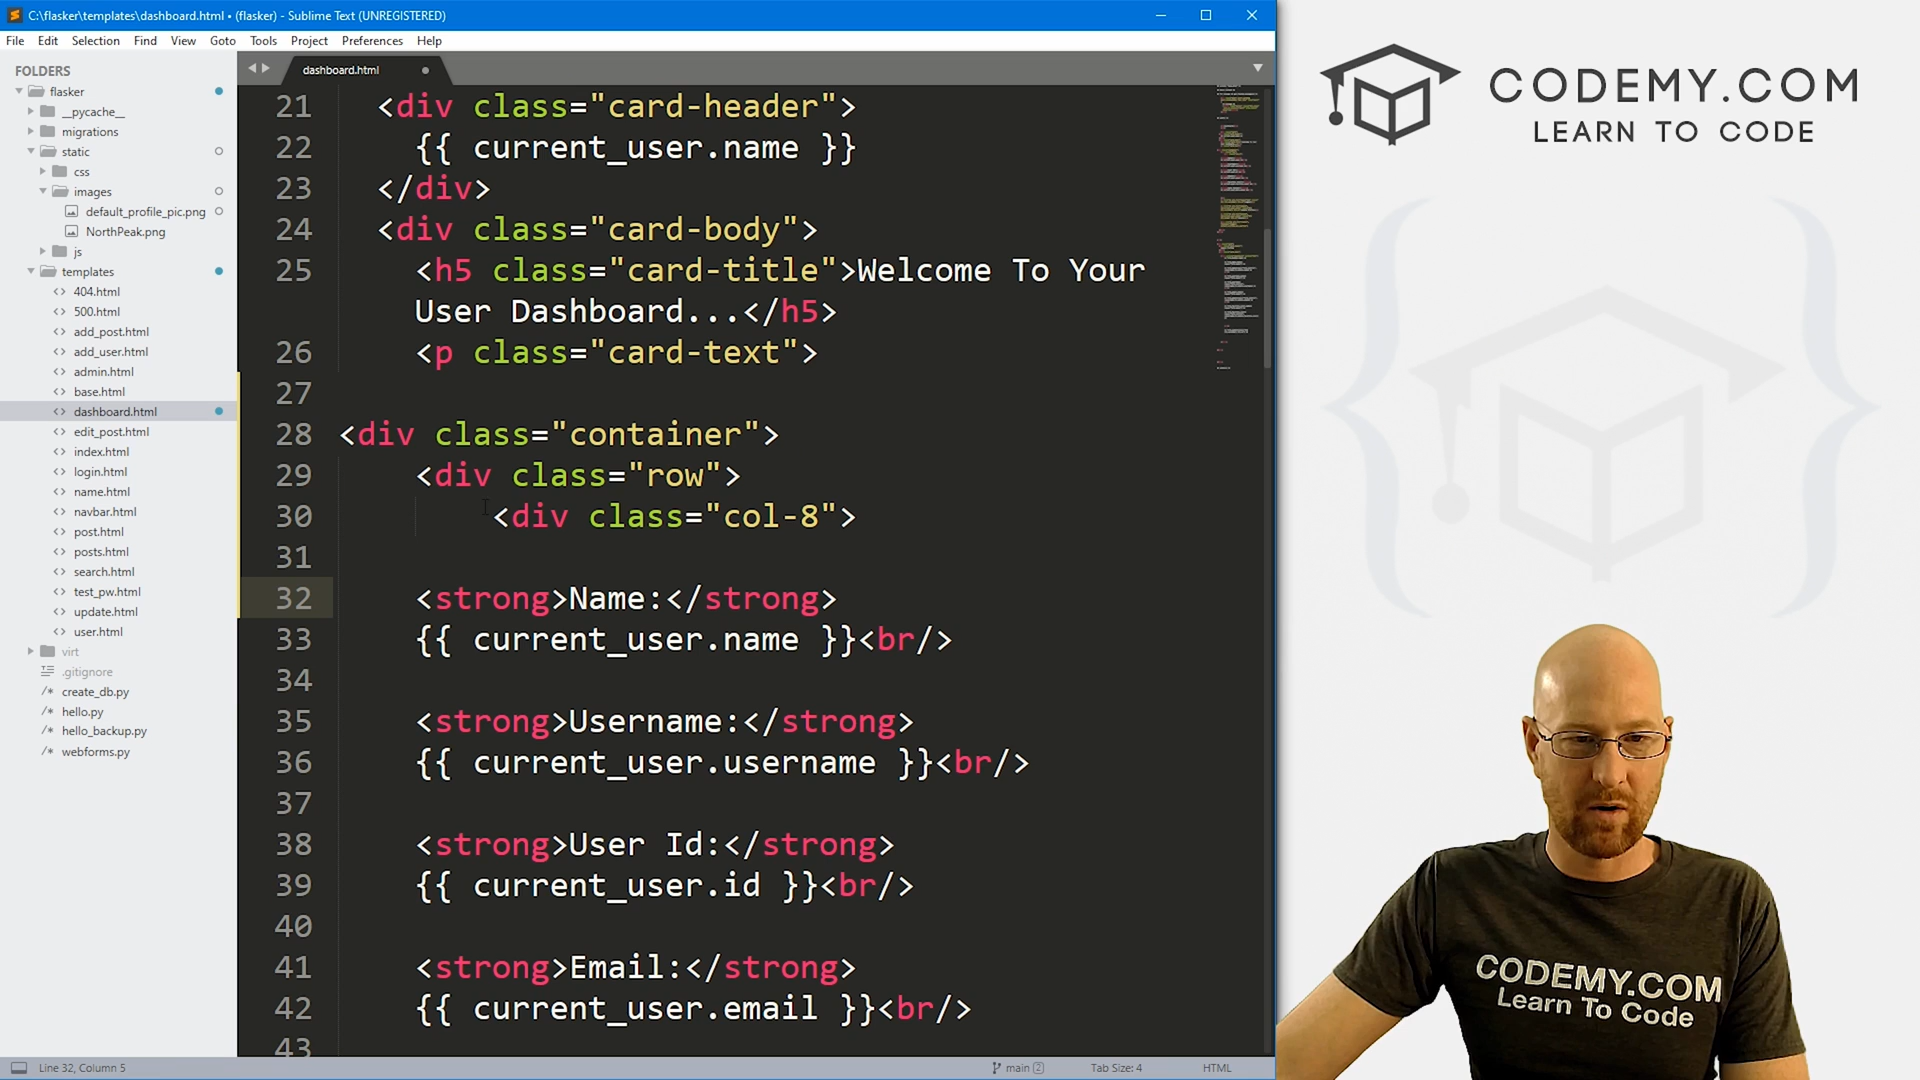 C:\flasker\templates\dashboard.html • (flasker) - Sublime Text (UNREGISTERED)
File Edit Selection Find View Goto Tools Project Preferences Help
FOLDERS
flasker
__pycache__
migrations
static
css
images
default_profile_pic.png
NorthPeak.png
js
templates
404.html
500.html
add_post.html
add_user.html
admin.html
base.html
dashboard.html
edit_post.html
index.html
login.html
name.html
navbar.html
post.html
posts.html
search.html
test_pw.html
update.html
user.html
virt
.gitignore
create_db.py
hello.py
hello_backup.py
webforms.py
dashboard.html
21 <div class="card-header">
22 {{ current_user.name }}
23 </div>
24 <div class="card-body">
25 <h5 class="card-title">Welcome To Your
User Dashboard...</h5>
26 <p class="card-text">
27
28 <div class="container">
29 <div class="row">
30 <div class="col-8">
31
32 <strong>Name:</strong>
33 {{ current_user.name }}<br/>
34
35 <strong>Username:</strong>
36 {{ current_user.username }}<br/>
37
38 <strong>User Id:</strong>
39 {{ current_user.id }}<br/>
40
41 <strong>Email:</strong>
42 {{ current_user.email }}<br/>
43
Line 32, Column 5
main 2
Tab Size: 4
HTML
CODEMY.COM
LEARN TO CODE
CODEMY.COM
Learn To Code